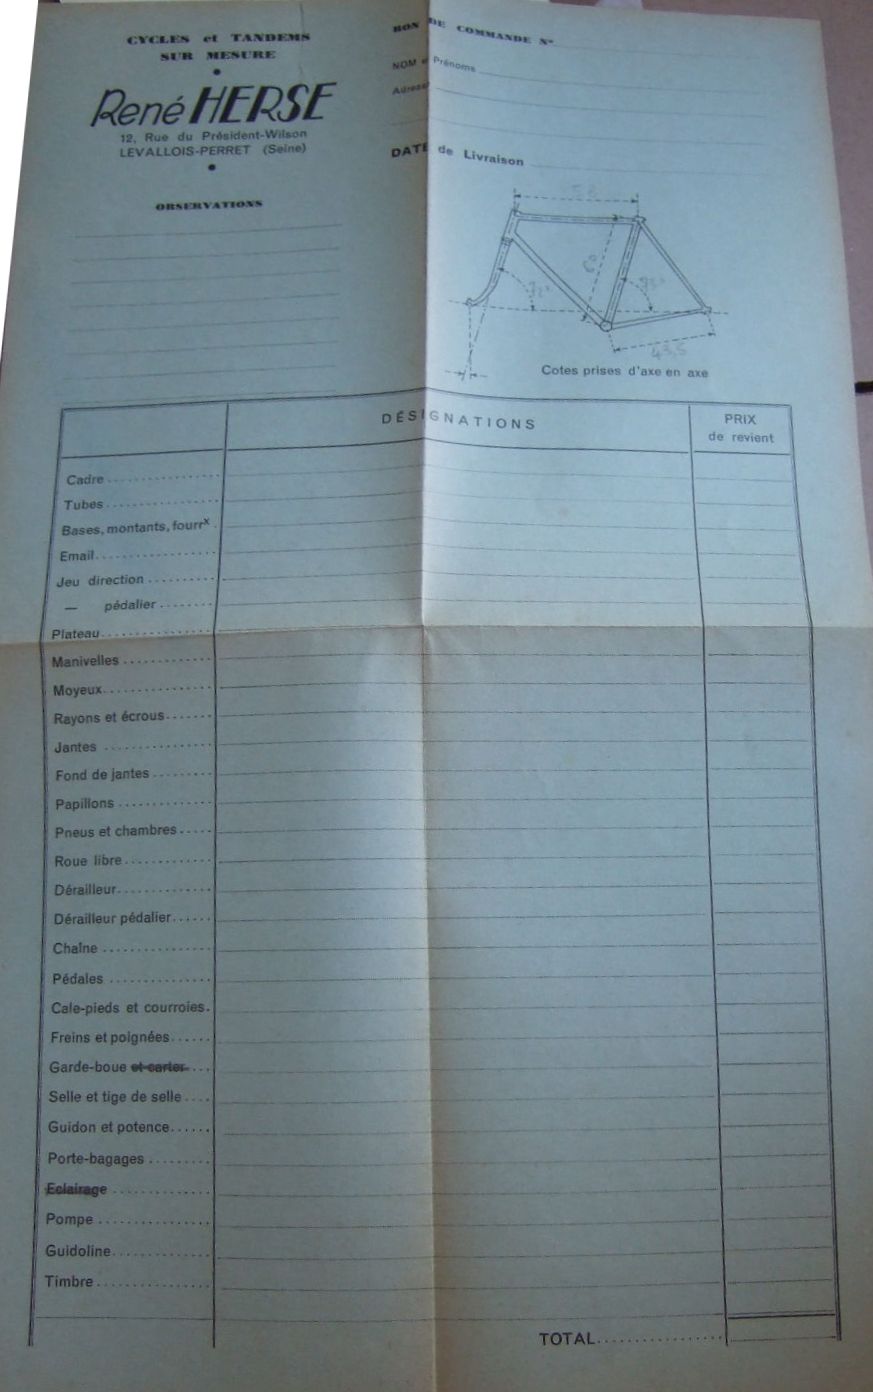 CYCLES et TANDEMS
SUR MESURE
René HERSE
12, Rue du Président-Wilson
LEVALLOIS-PERRET (Seine)
OBSERVATIONS
BON DE COMMANDE N°
NOM et Prénoms
Adresse
DATE de Livraison
58
60
72°
73°
43,5
Cotes prises d'axe en axe
DÉSIGNATIONS
PRIX
de revient
Cadre
Tubes
Bases, montants, fourrx
Email
Jeu direction
— pédalier
Plateau
Manivelles
Moyeux
Rayons et écrous
Jantes
Fond de jantes
Papillons
Pneus et chambres
Roue libre
Dérailleur
Dérailleur pédalier
Chaîne
Pédales
Cale-pieds et courroies
Freins et poignées
Garde-boue et carter
Selle et tige de selle
Guidon et potence
Porte-bagages
Eclairage
Pompe
Guidoline
Timbre
TOTAL